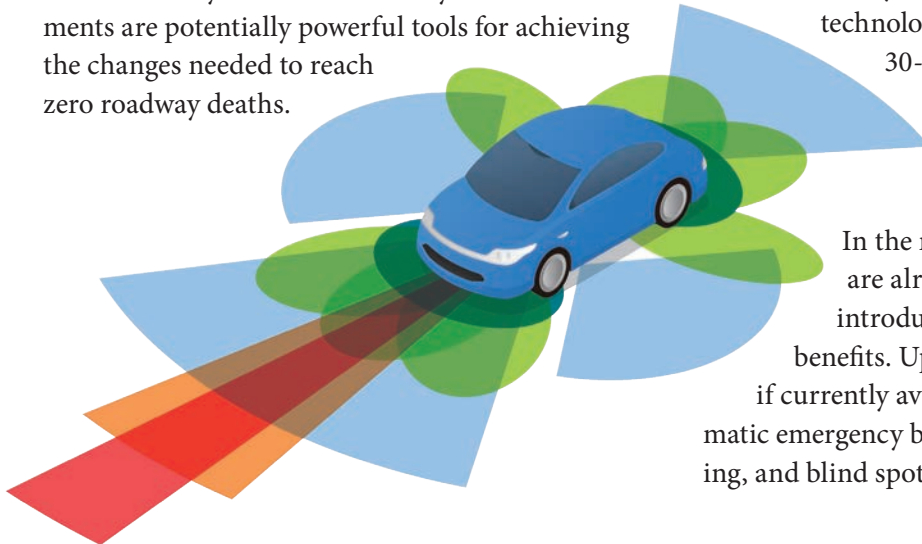 ments are potentially powerful tools for achieving
the changes needed to reach
zero roadway deaths.
technolo
30-
In the r
are alr
introdu
benefits. Up
if currently av
matic emergency b
ing, and blind spot